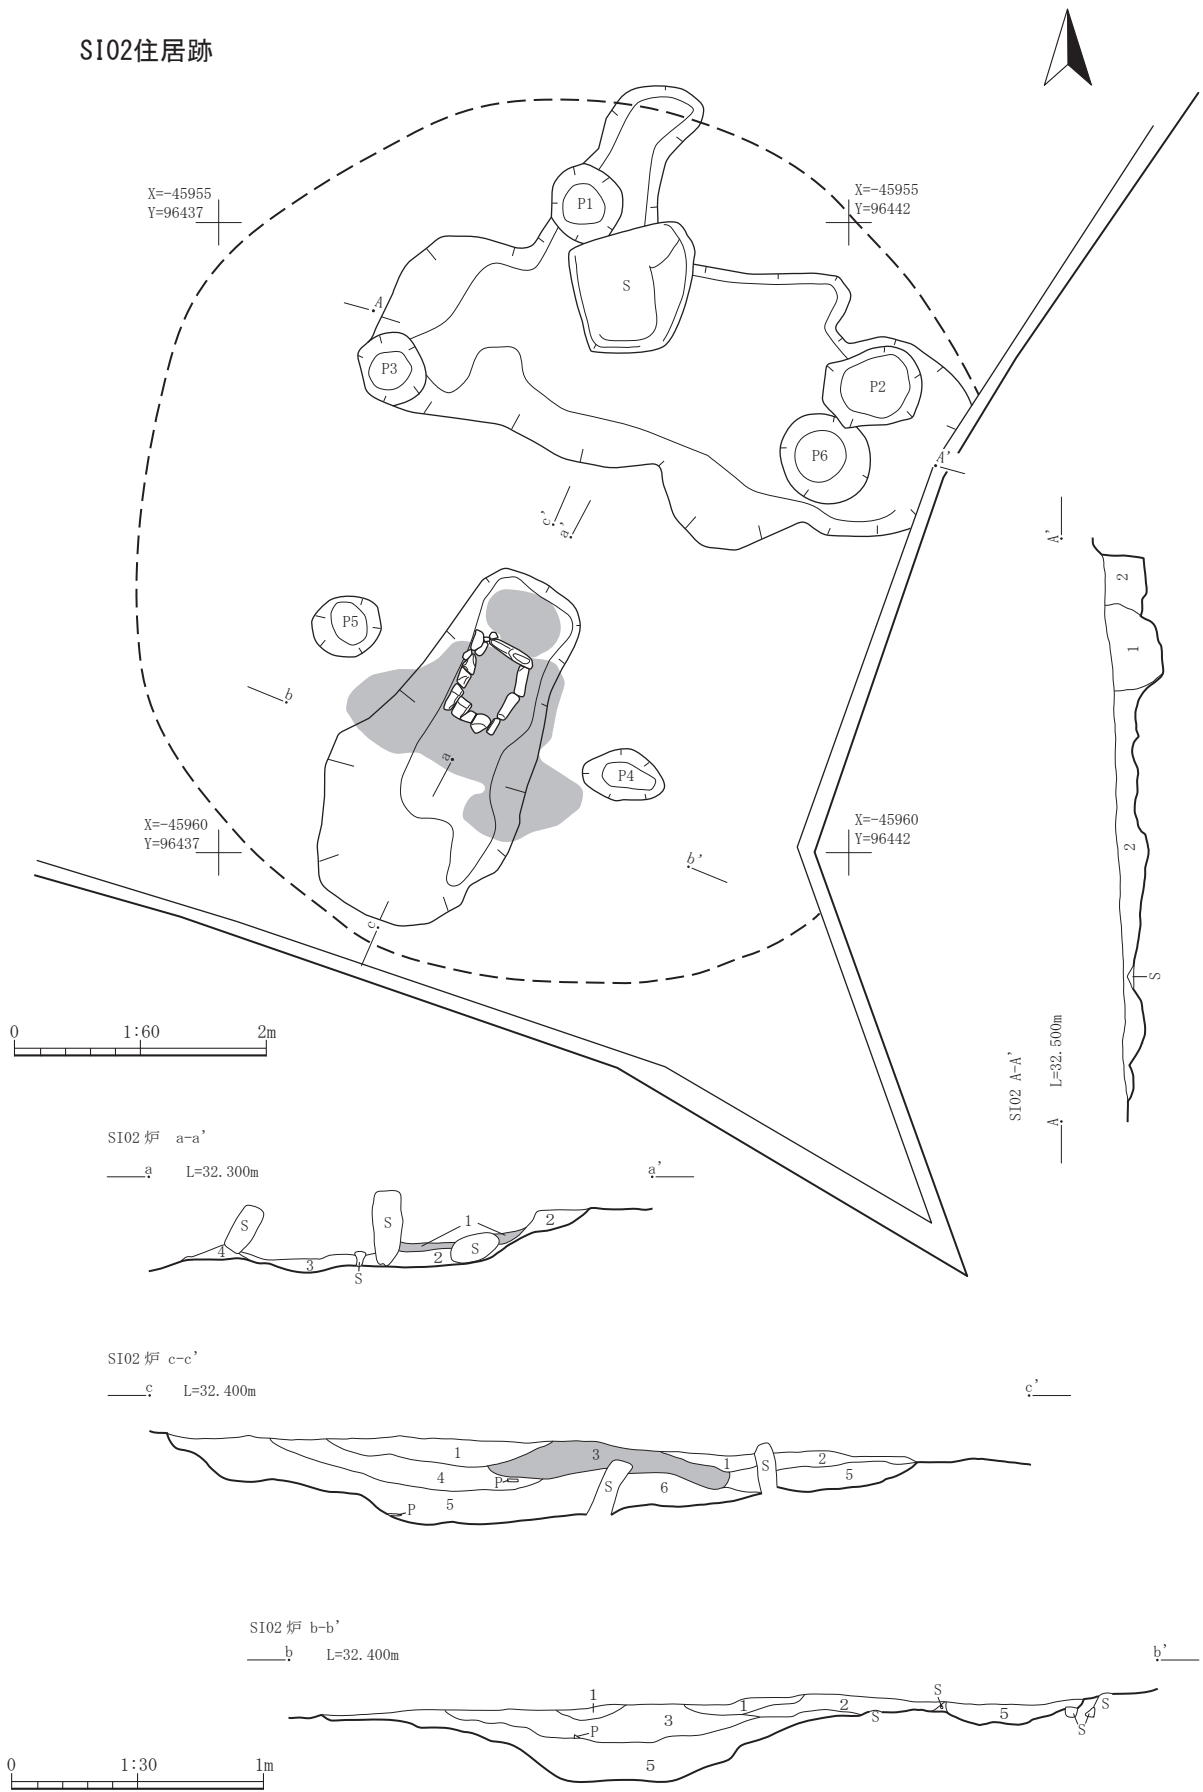 SI02住居跡
X=-45955
Y=96437
P1
X=-45955
Y=96442
S
A
P3
P2
P6
A'
c'
a'
P5
b
a
P4
X=-45960
Y=96437
X=-45960
Y=96442
b'
c
A'
2
1
2
S
SI02 A-A'
L=32.500m
A
0 1:60 2m
SI02 炉 a-a'
a L=32.300m a'
S
S
1
2
4
3
S
2
S
SI02 炉 c-c'
c L=32.400m c'
1
3
1
S
2
4
P
S
6
5
5
P
SI02 炉 b-b'
b L=32.400m b'
1
1
2
S
S
3
S
5
S
P
5
0 1:30 1m